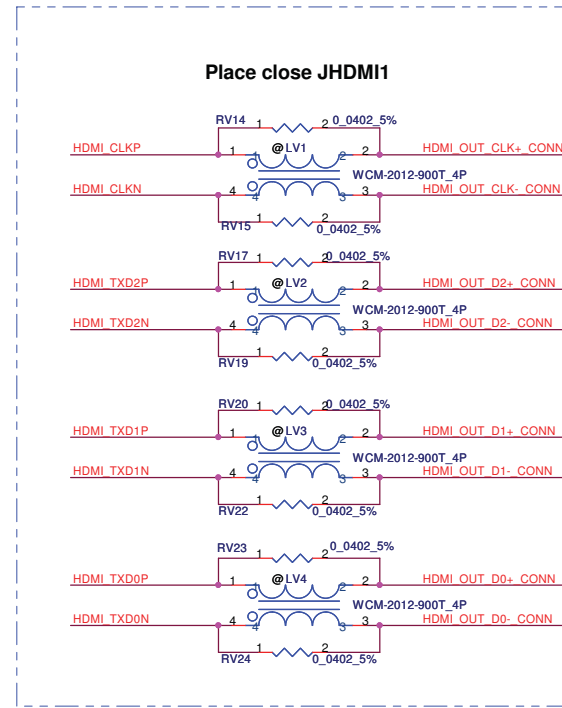 Place close JHDMI1
RV14 1 2 0_0402_5%
HDMI_CLKP 1 1 @LV1 2 2 HDMI_OUT_CLK+_CONN
WCM-2012-900T_4P
HDMI_CLKN 4 4 3 3 HDMI_OUT_CLK-_CONN
RV15 1 2 0_0402_5%
RV17 1 2 0_0402_5%
HDMI_TXD2P 1 1 @LV2 2 2 HDMI_OUT_D2+_CONN
WCM-2012-900T_4P
HDMI_TXD2N 4 4 3 3 HDMI_OUT_D2-_CONN
RV19 1 2 0_0402_5%
RV20 1 2 0_0402_5%
HDMI_TXD1P 1 1 @LV3 2 2 HDMI_OUT_D1+_CONN
WCM-2012-900T_4P
HDMI_TXD1N 4 4 3 3 HDMI_OUT_D1-_CONN
RV22 1 2 0_0402_5%
RV23 1 2 0_0402_5%
HDMI_TXD0P 1 1 @LV4 2 2 HDMI_OUT_D0+_CONN
WCM-2012-900T_4P
HDMI_TXD0N 4 4 3 3 HDMI_OUT_D0-_CONN
RV24 1 2 0_0402_5%